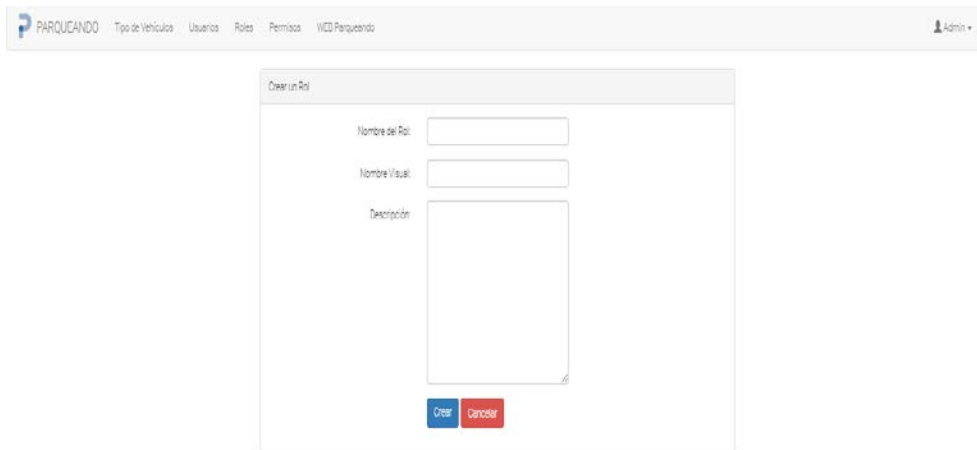 PARQUEANDO Tipo de Vehículos Usuarios Roles Permisos WEB Parqueando Admin
Crear un Rol
Nombre del Rol:
Nombre Visual:
Descripción:
Crear Cancelar